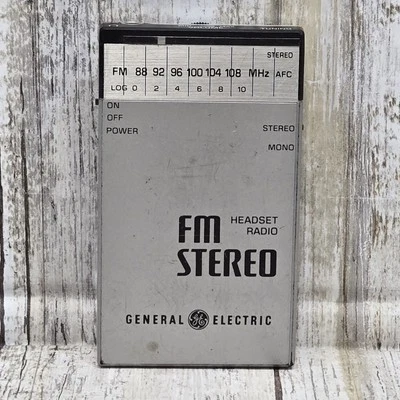 STEREO
FM 88 92 96 100 104 108 MHz AFC
LOG 0 2 4 6 8 10
ON
OFF
POWER
STEREO
MONO
HEADSET
RADIO
FM
STEREO
GENERAL GE ELECTRIC